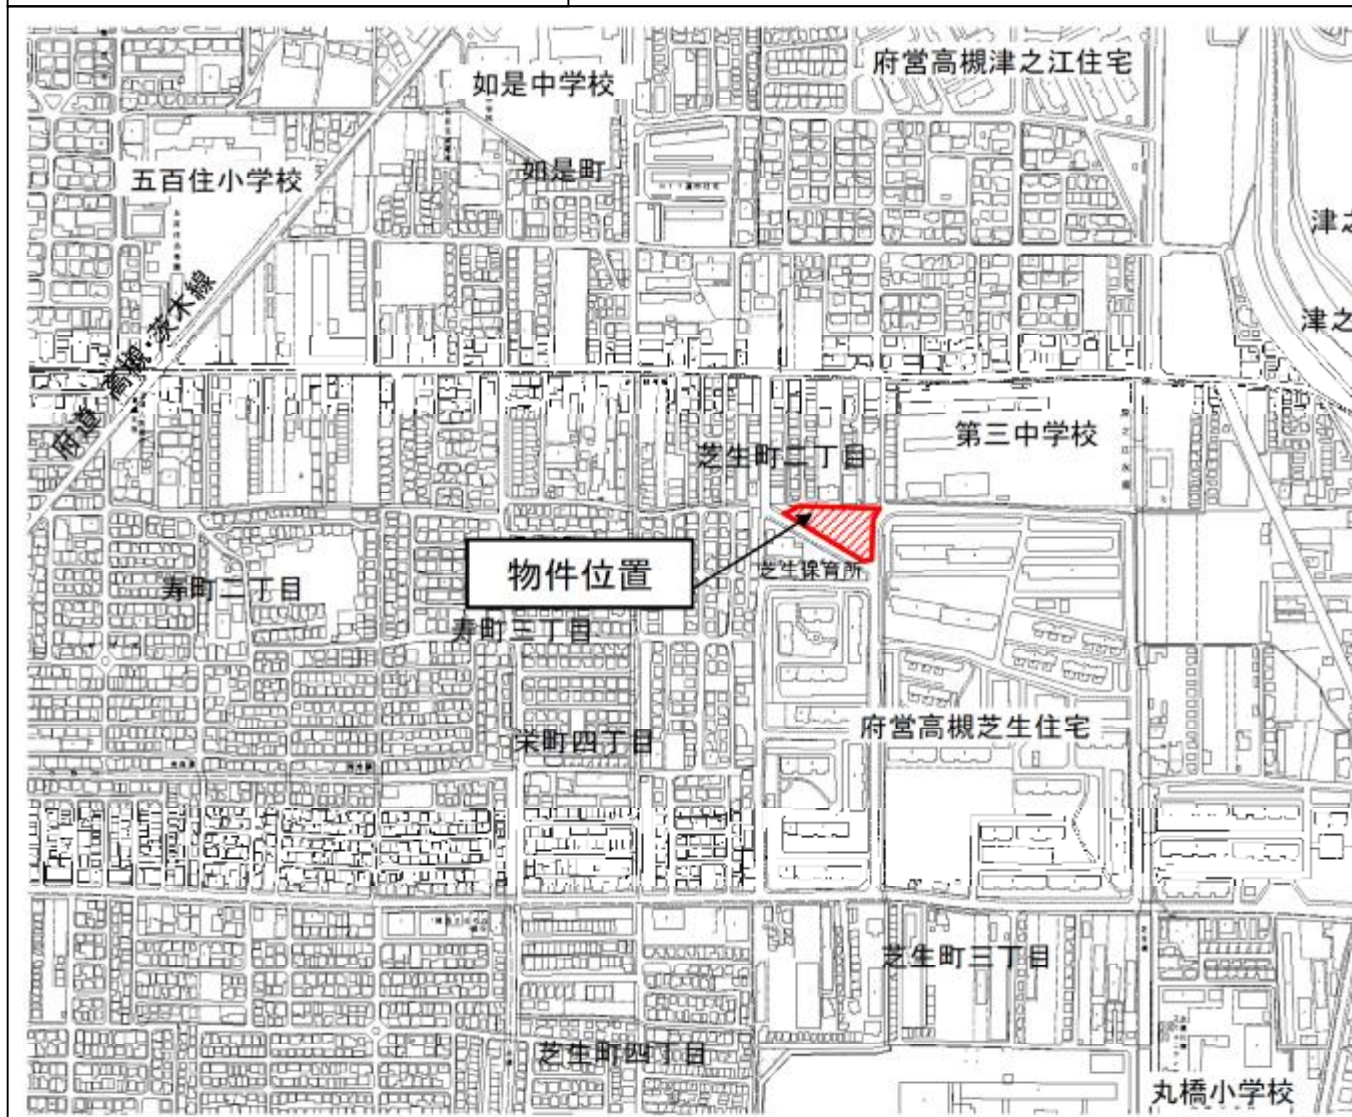 府営高槻津之江住宅
如是中学校
如是町
五百住小学校
津之
津之
府道 高槻・茨木線
第三中学校
芝生町二丁目
物件位置
芝生保育所
寿町二丁目
寿町三丁目
府営高槻芝生住宅
栄町四丁目
芝生町三丁目
芝生町四丁目
丸橋小学校